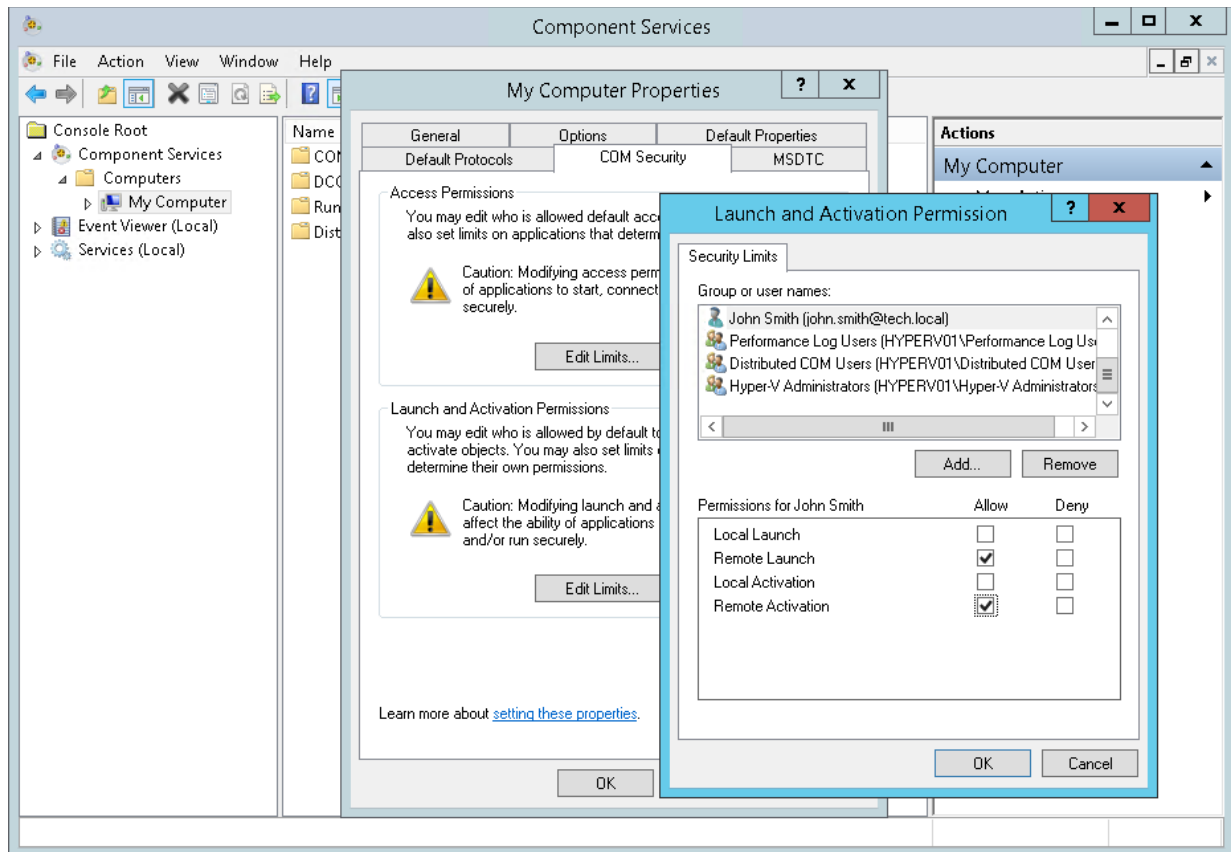 Component Services
File Action View Window Help
Console Root
Component Services
Computers
My Computer
Event Viewer (Local)
Services (Local)
Name
Run
Dist
My Computer Properties
General Options Default Properties
Default Protocols COM Security MSDTC
Access Permissions
You may edit who is allowed default
also set limits on applications that
Caution: Modifying access
of applications to start, connect
securely.
Edit Limits...
Launch and Activation Permissions
You may edit who is allowed by default to
activate objects. You may also set limits
determine their own permissions.
Caution: Modifying launch and
affect the ability of applications
and/or run securely.
Edit Limits...
Learn more about setting these properties.
OK
Launch and Activation Permission
Security Limits
Group or user names:
John Smith (john.smith@tech.local)
Performance Log Users (HYPERV01\Performance Log
Distributed COM Users (HYPERV01\Distributed COM User
Hyper-V Administrators (HYPERV01\Hyper-V Administrators
Add... Remove
Permissions for John Smith Allow Deny
Local Launch
Remote Launch
Local Activation
Remote Activation
OK Cancel
Actions
My Computer